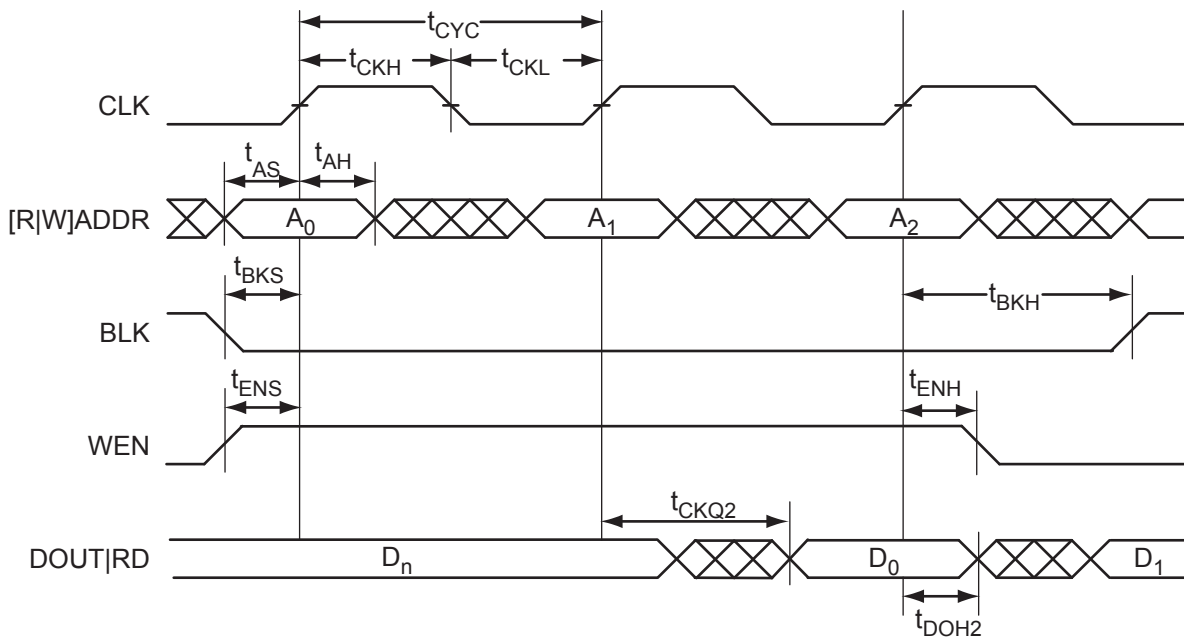 tCYC
tCKH tCKL
CLK
tAS tAH
[R|W]ADDR A0 A1 A2
tBKS tBKH
BLK
tENS tENH
WEN
tCKQ2
DOUT|RD Dn D0 D1
tDOH2